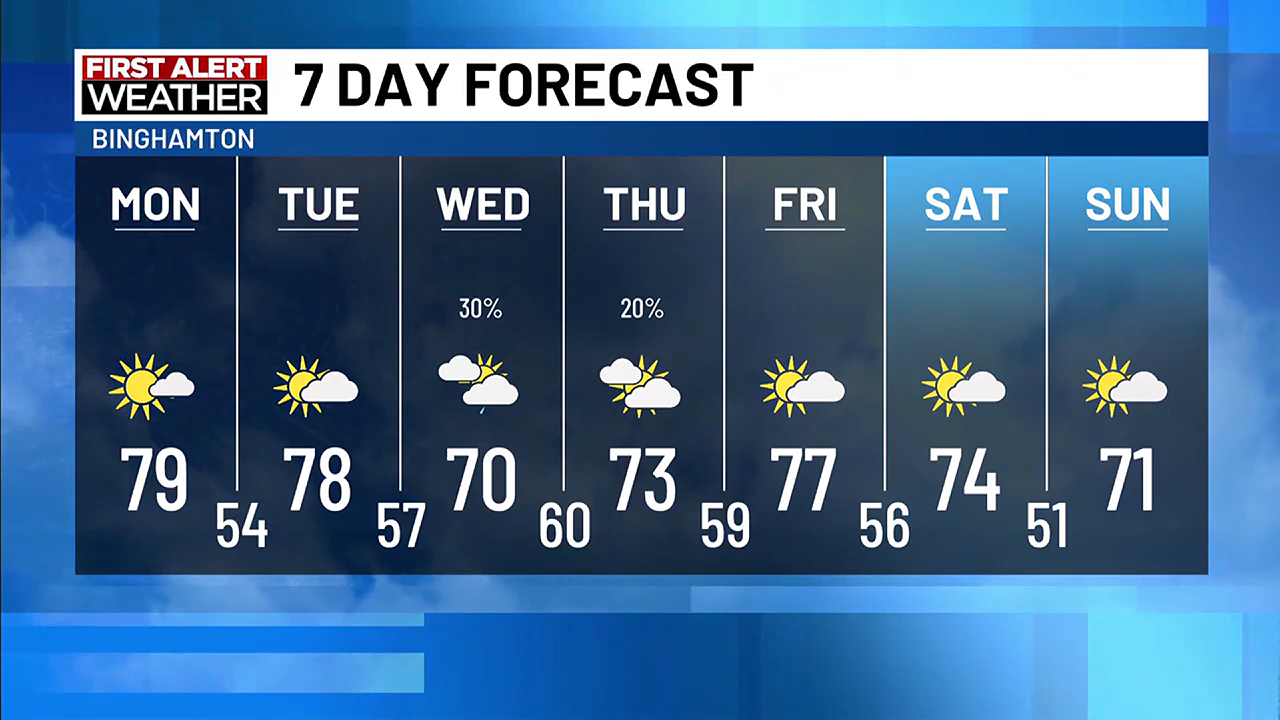 FIRST ALERT
WEATHER
7 DAY FORECAST
BINGHAMTON
MON TUE WED THU FRI SAT SUN
30% 20%
79 78 70 73 77 74 71
54 57 60 59 56 51